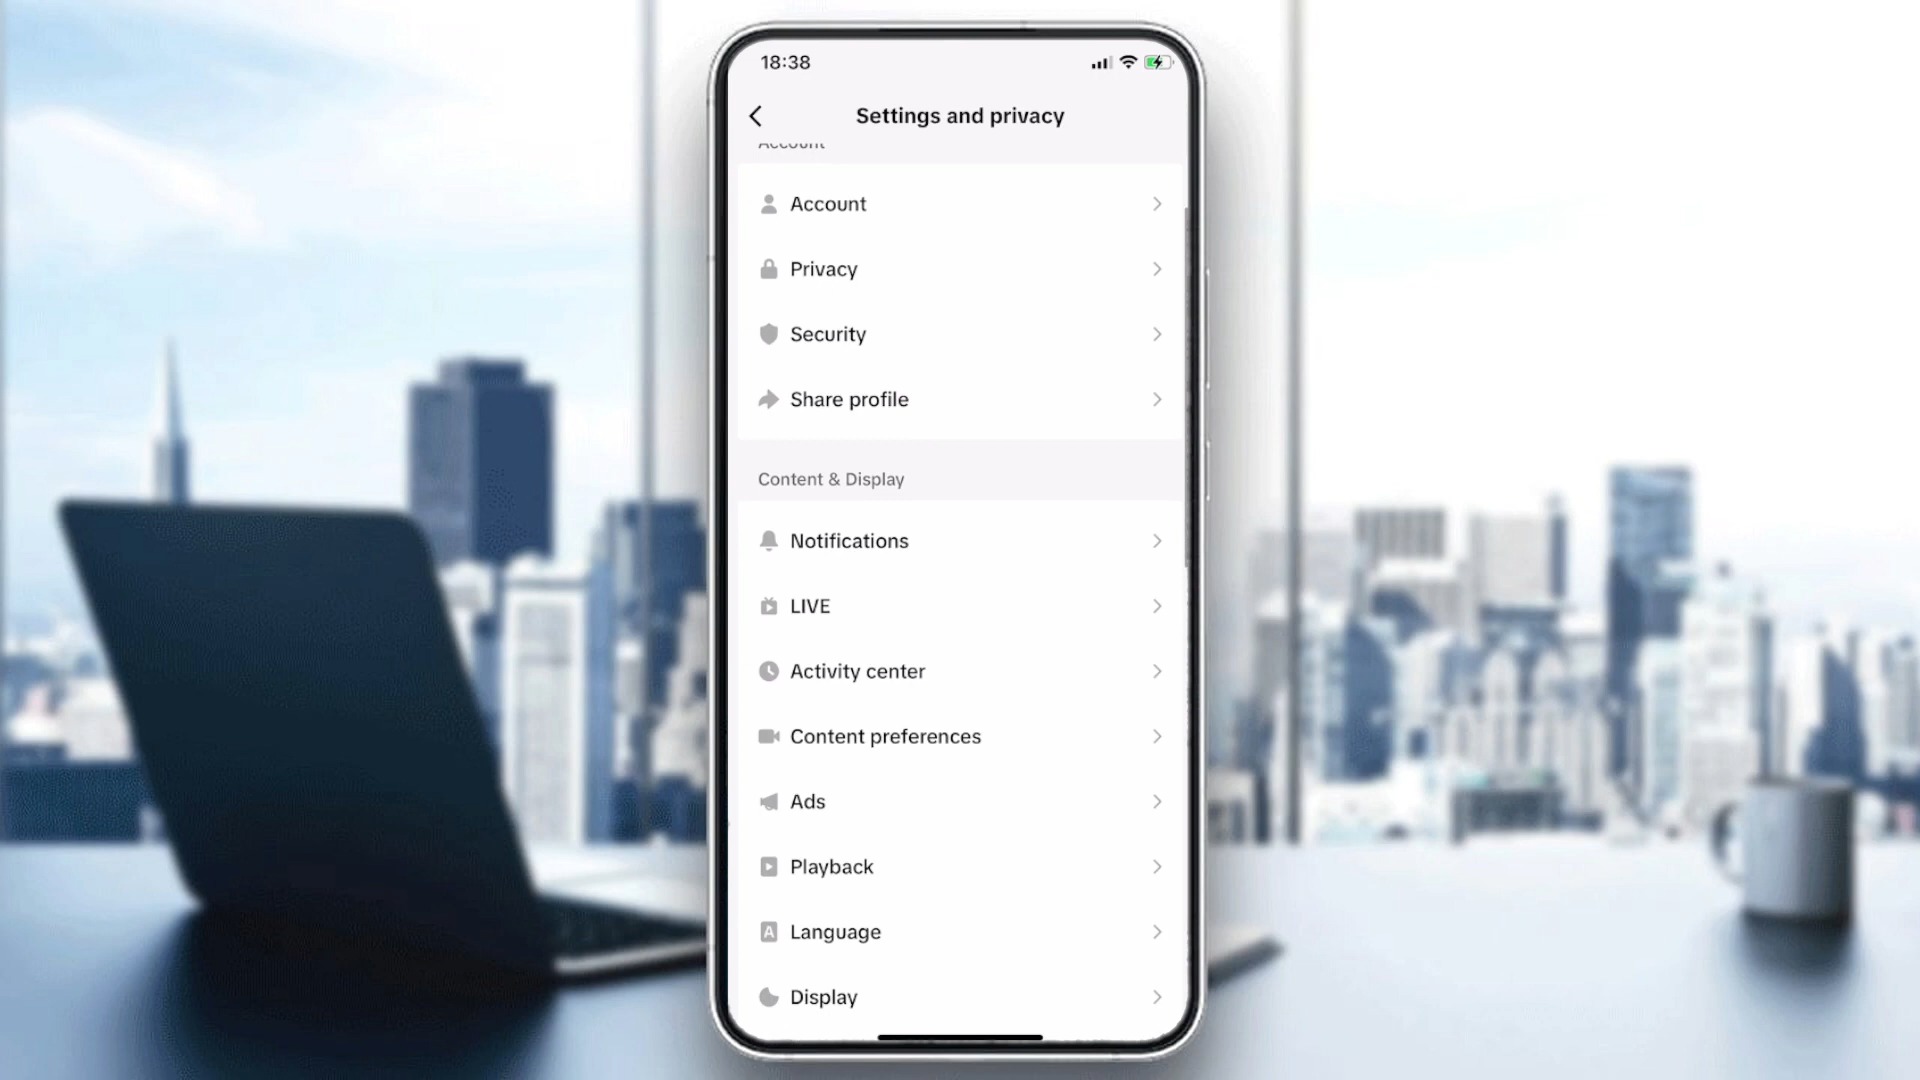 18:38
Settings and privacy
Account
Account
Privacy
Security
Share profile
Content & Display
Notifications
LIVE
Activity center
Content preferences
Ads
Playback
Language
Display